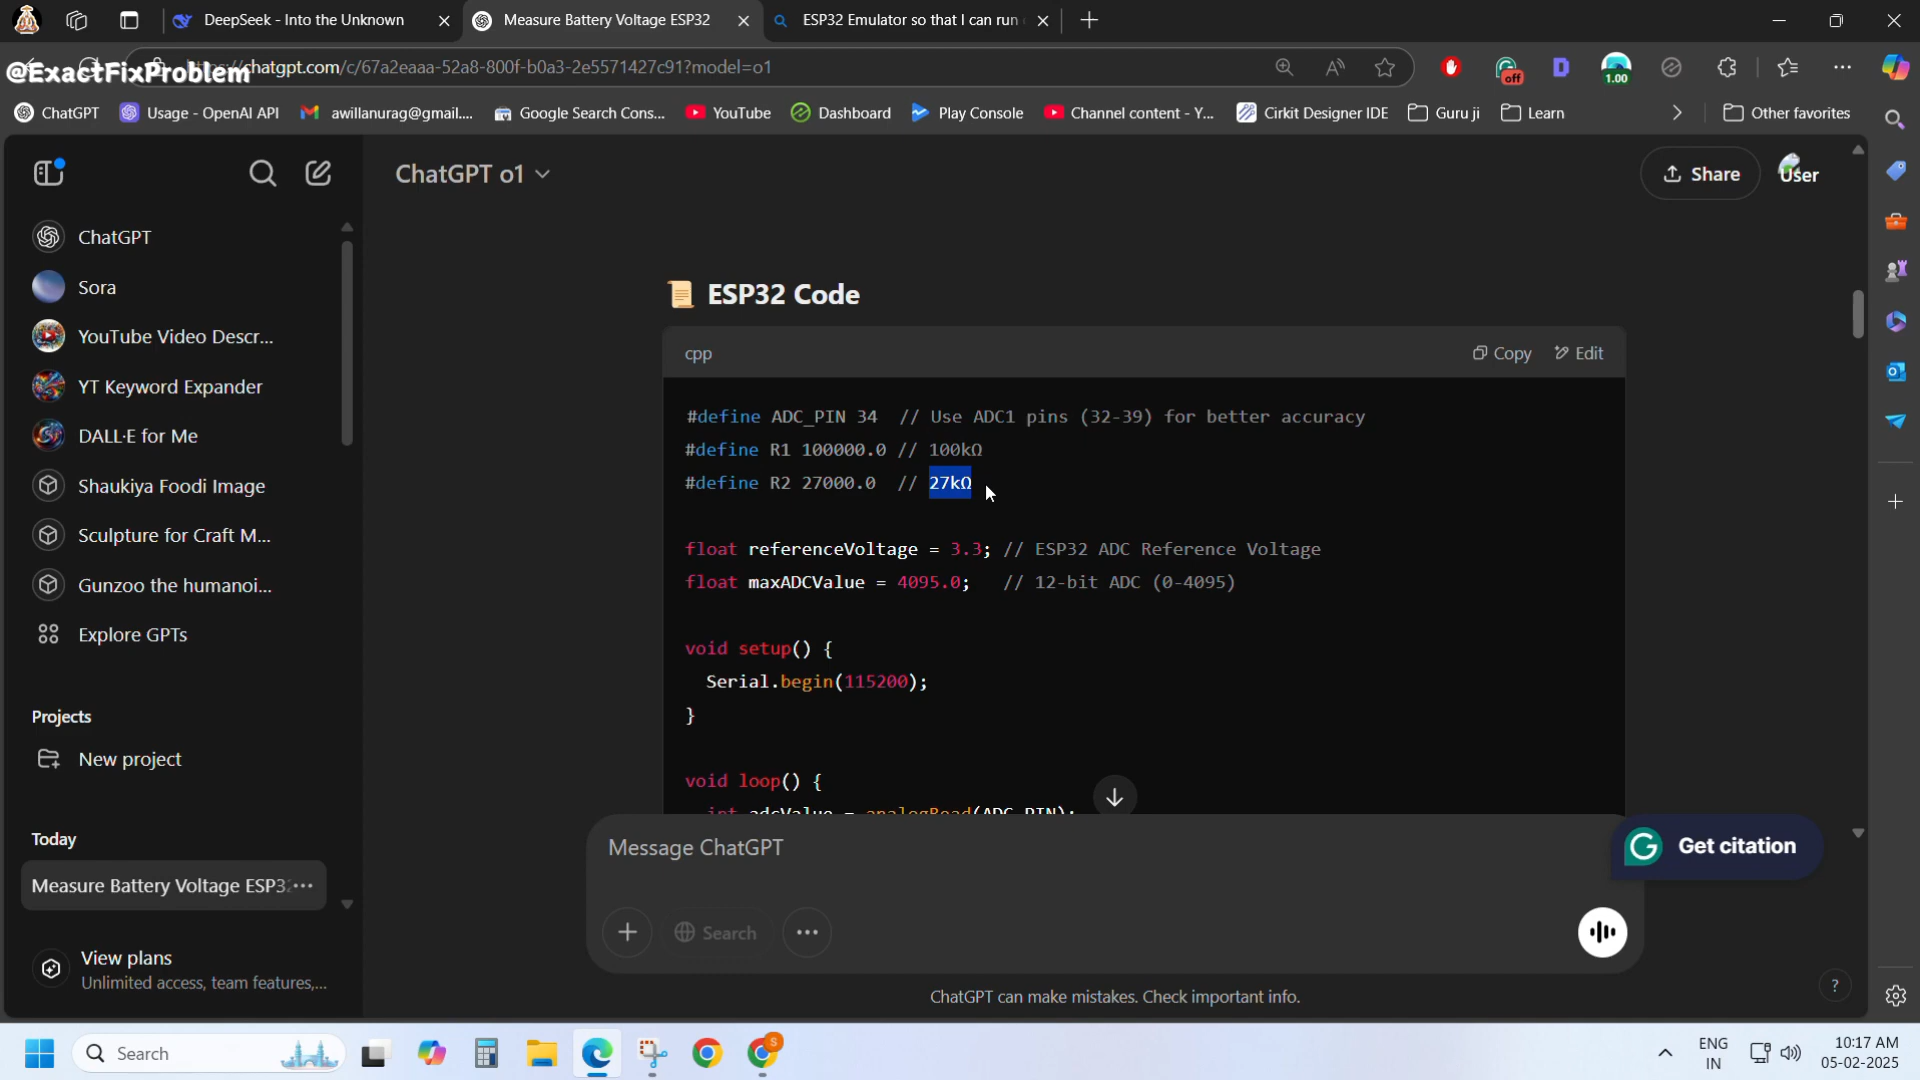 DeepSeek - Into the Unknown
Measure Battery Voltage ESP32
ESP32 Emulator so that I can run
@ExactFixProblem
chatgpt.com/c/67a2eaaa-52a8-800f-b0a3-2e5571427c91?model=o1
off
D
1.00
ChatGPT
Usage - OpenAI API
awillanurag@gmail....
Google Search Cons...
YouTube
Dashboard
Play Console
Channel content - Y...
Cirkit Designer IDE
Guru ji
Learn
Other favorites
ChatGPT o1
Share
User
ChatGPT
Sora
YouTube Video Descr...
YT Keyword Expander
DALL·E for Me
Shaukiya Foodi Image
Sculpture for Craft M...
Gunzoo the humanoi...
Explore GPTs
Projects
New project
Today
Measure Battery Voltage ESP3
View plans
Unlimited access, team features,...
ESP32 Code
cpp
Copy
Edit
#define ADC_PIN 34 // Use ADC1 pins (32-39) for better accuracy
#define R1 100000.0 // 100kΩ
#define R2 27000.0 // 27kΩ
float referenceVoltage = 3.3; // ESP32 ADC Reference Voltage
float maxADCValue = 4095.0; // 12-bit ADC (0-4095)
void setup() {
Serial.begin(115200);
}
void loop() {
int adcValue = analogRead(ADC_PIN);
Message ChatGPT
Search
Get citation
ChatGPT can make mistakes. Check important info.
?
Search
S
ENG
IN
10:17 AM
05-02-2025